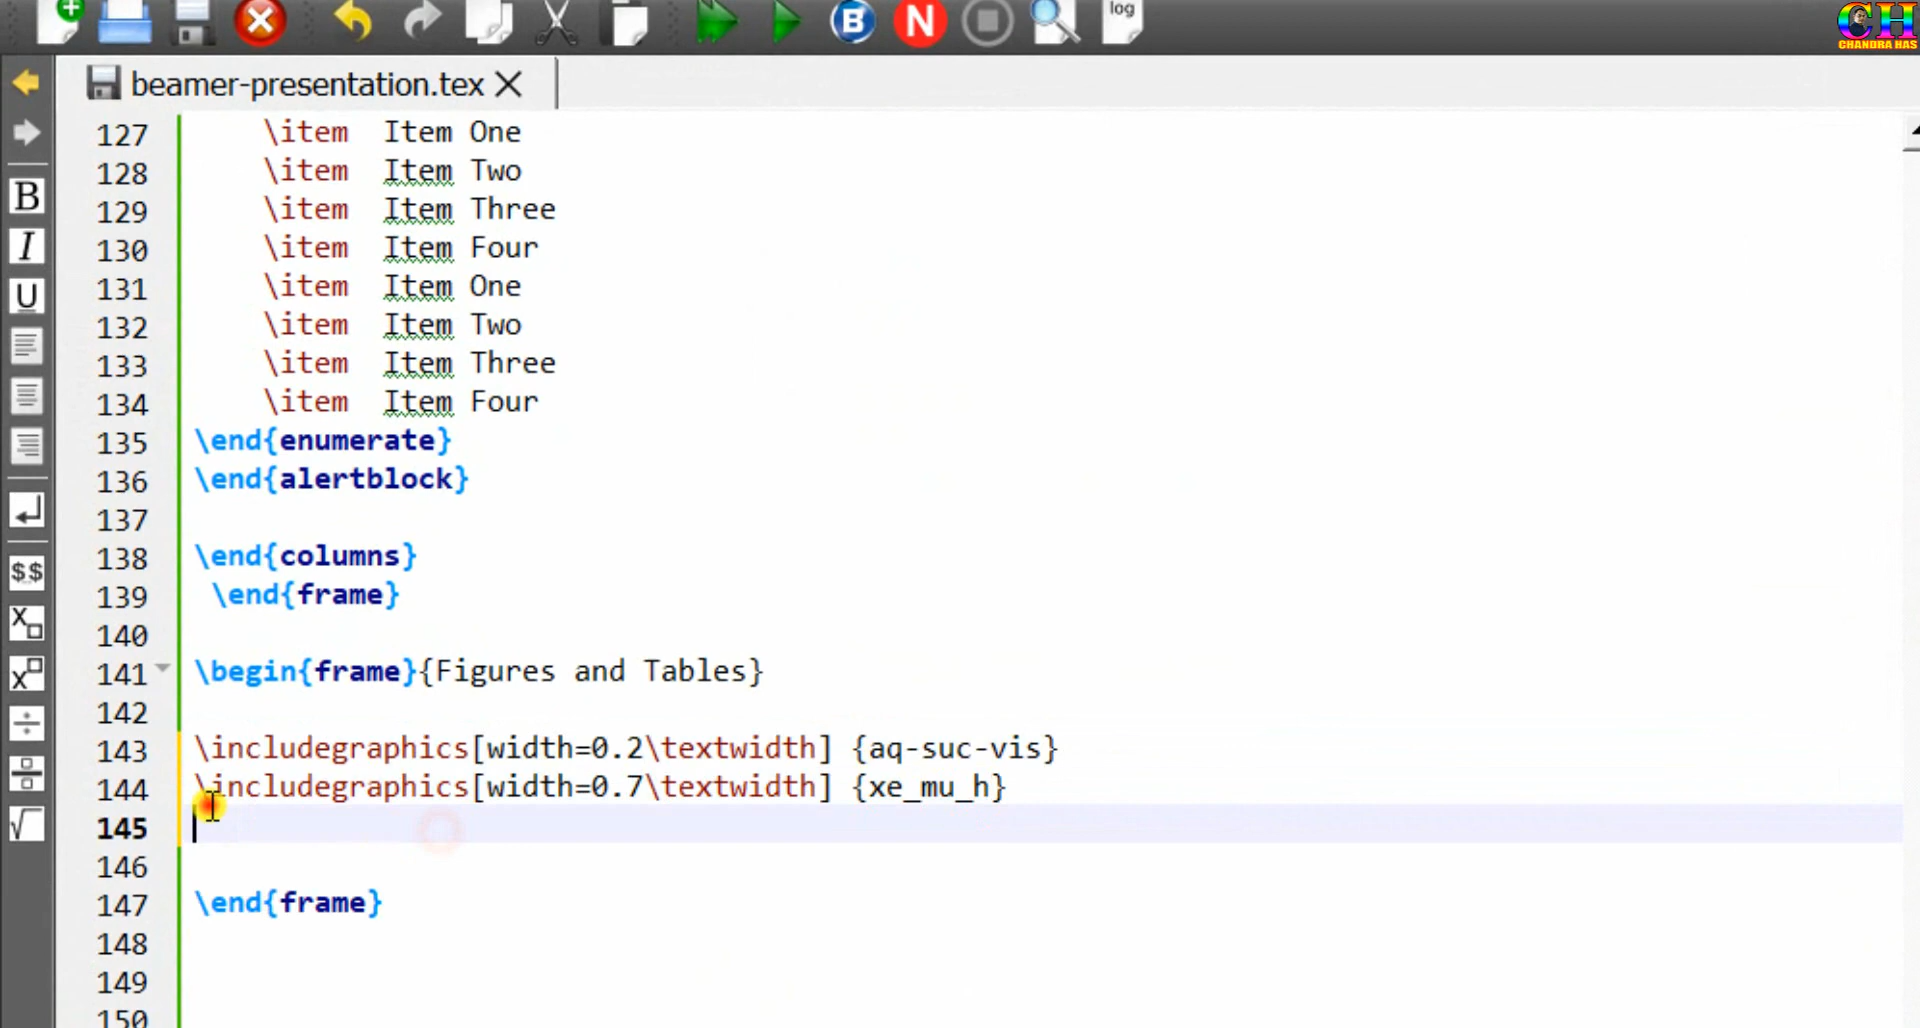 log
CH
CHANDRA HAS
beamer-presentation.tex
127 \item Item One
128 \item Item Two
129 \item Item Three
130 \item Item Four
131 \item Item One
132 \item Item Two
133 \item Item Three
134 \item Item Four
135 \end{enumerate}
136 \end{alertblock}
137
138 \end{columns}
139 \end{frame}
140
141 \begin{frame}{Figures and Tables}
142
143 \includegraphics[width=0.2\textwidth] {aq-suc-vis}
144 \includegraphics[width=0.7\textwidth] {xe_mu_h}
145
146
147 \end{frame}
148
149
150
B
N
B
I
U
$$
X
x